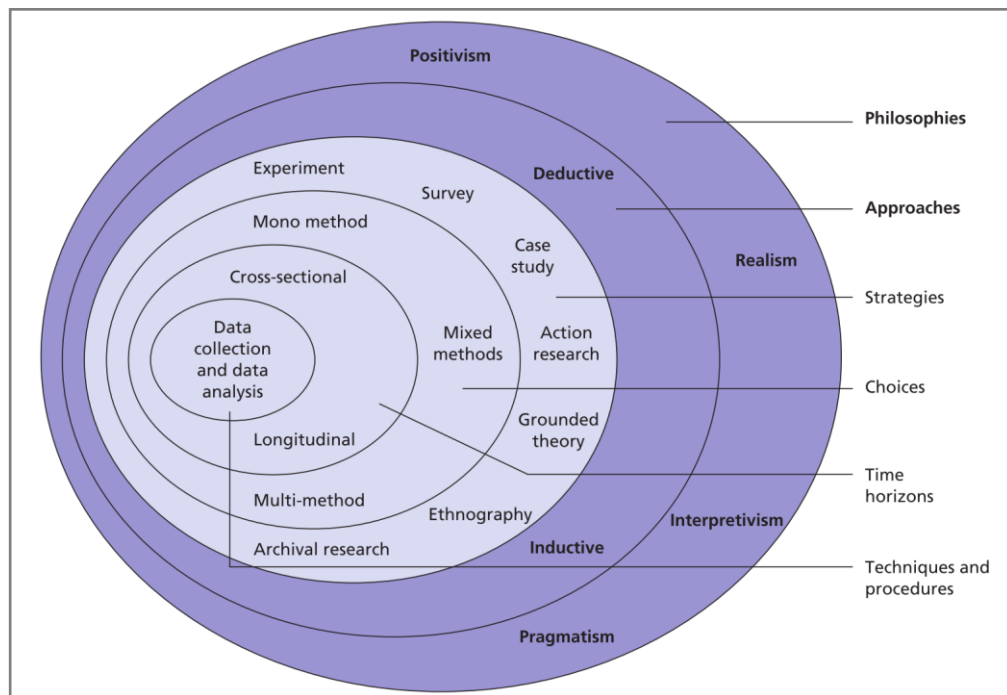 Positivism
Philosophies
Experiment
Deductive
Survey
Approaches
Mono method
Case
study
Realism
Cross-sectional
Strategies
Data
collection
and data
analysis
Mixed
methods
Action
research
Choices
Grounded
theory
Longitudinal
Time
horizons
Multi-method
Ethnography
Interpretivism
Archival research
Inductive
Techniques and
procedures
Pragmatism